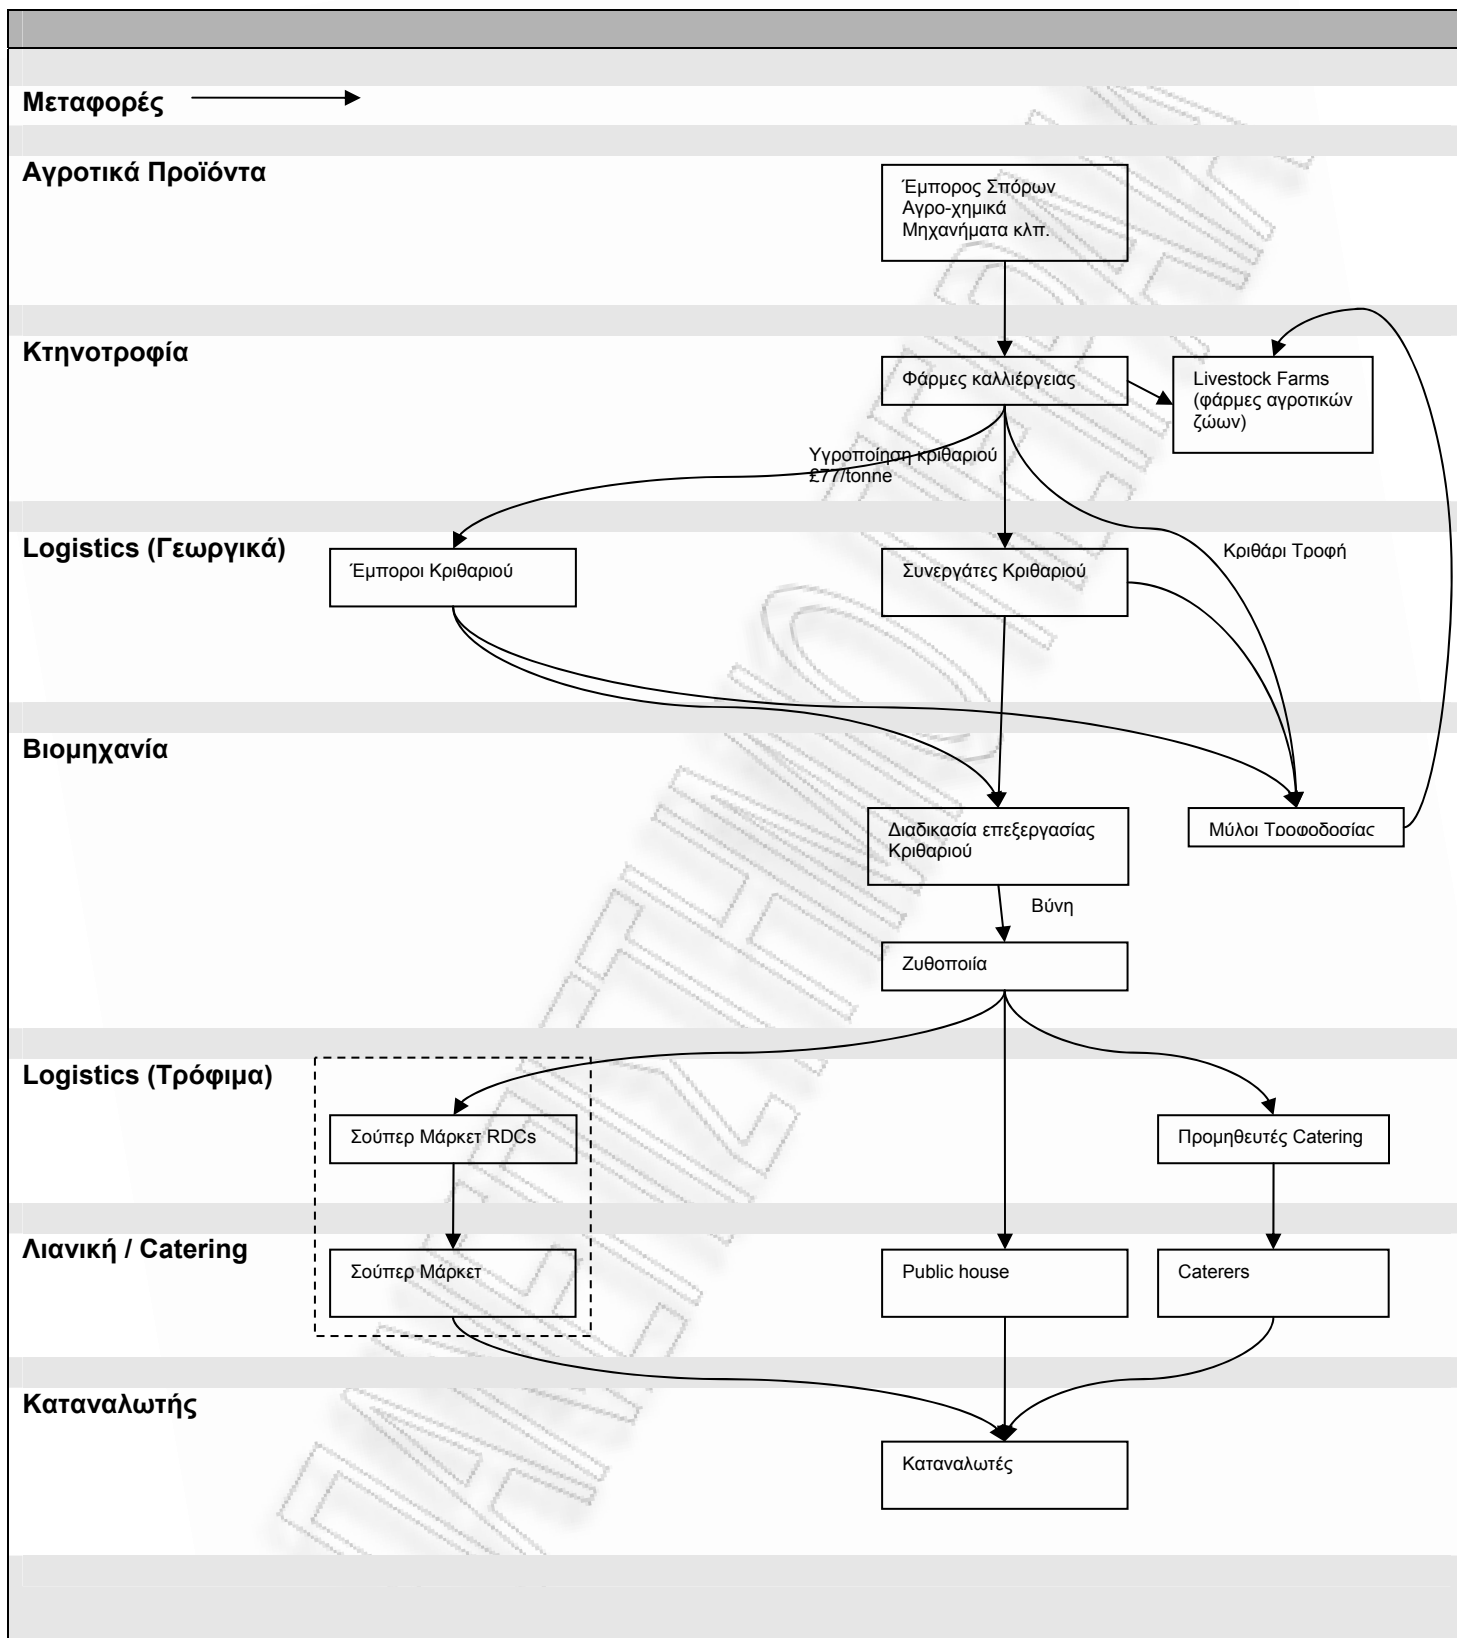 Μεταφορές
Αγροτικά Προϊόντα
Έμπορος Σπόρων
Αγρο-χημικά
Μηχανήματα κλπ.
Κτηνοτροφία
Φάρμες καλλιέργειας
Livestock Farms
(φάρμες αγροτικών
ζώων)
Υγροποίηση κριθαριού
£77/tonne
Logistics (Γεωργικά)
Κριθάρι Τροφή
Έμποροι Κριθαριού
Συνεργάτες Κριθαριού
Βιομηχανία
Διαδικασία επεξεργασίας
Κριθαριού
Μύλοι Τροφοδοσίας
Βύνη
Ζυθοποιία
Logistics (Τρόφιμα)
Σούπερ Μάρκετ RDCs
Προμηθευτές Catering
Λιανική / Catering
Σούπερ Μάρκετ
Public house
Caterers
Καταναλωτής
Καταναλωτές